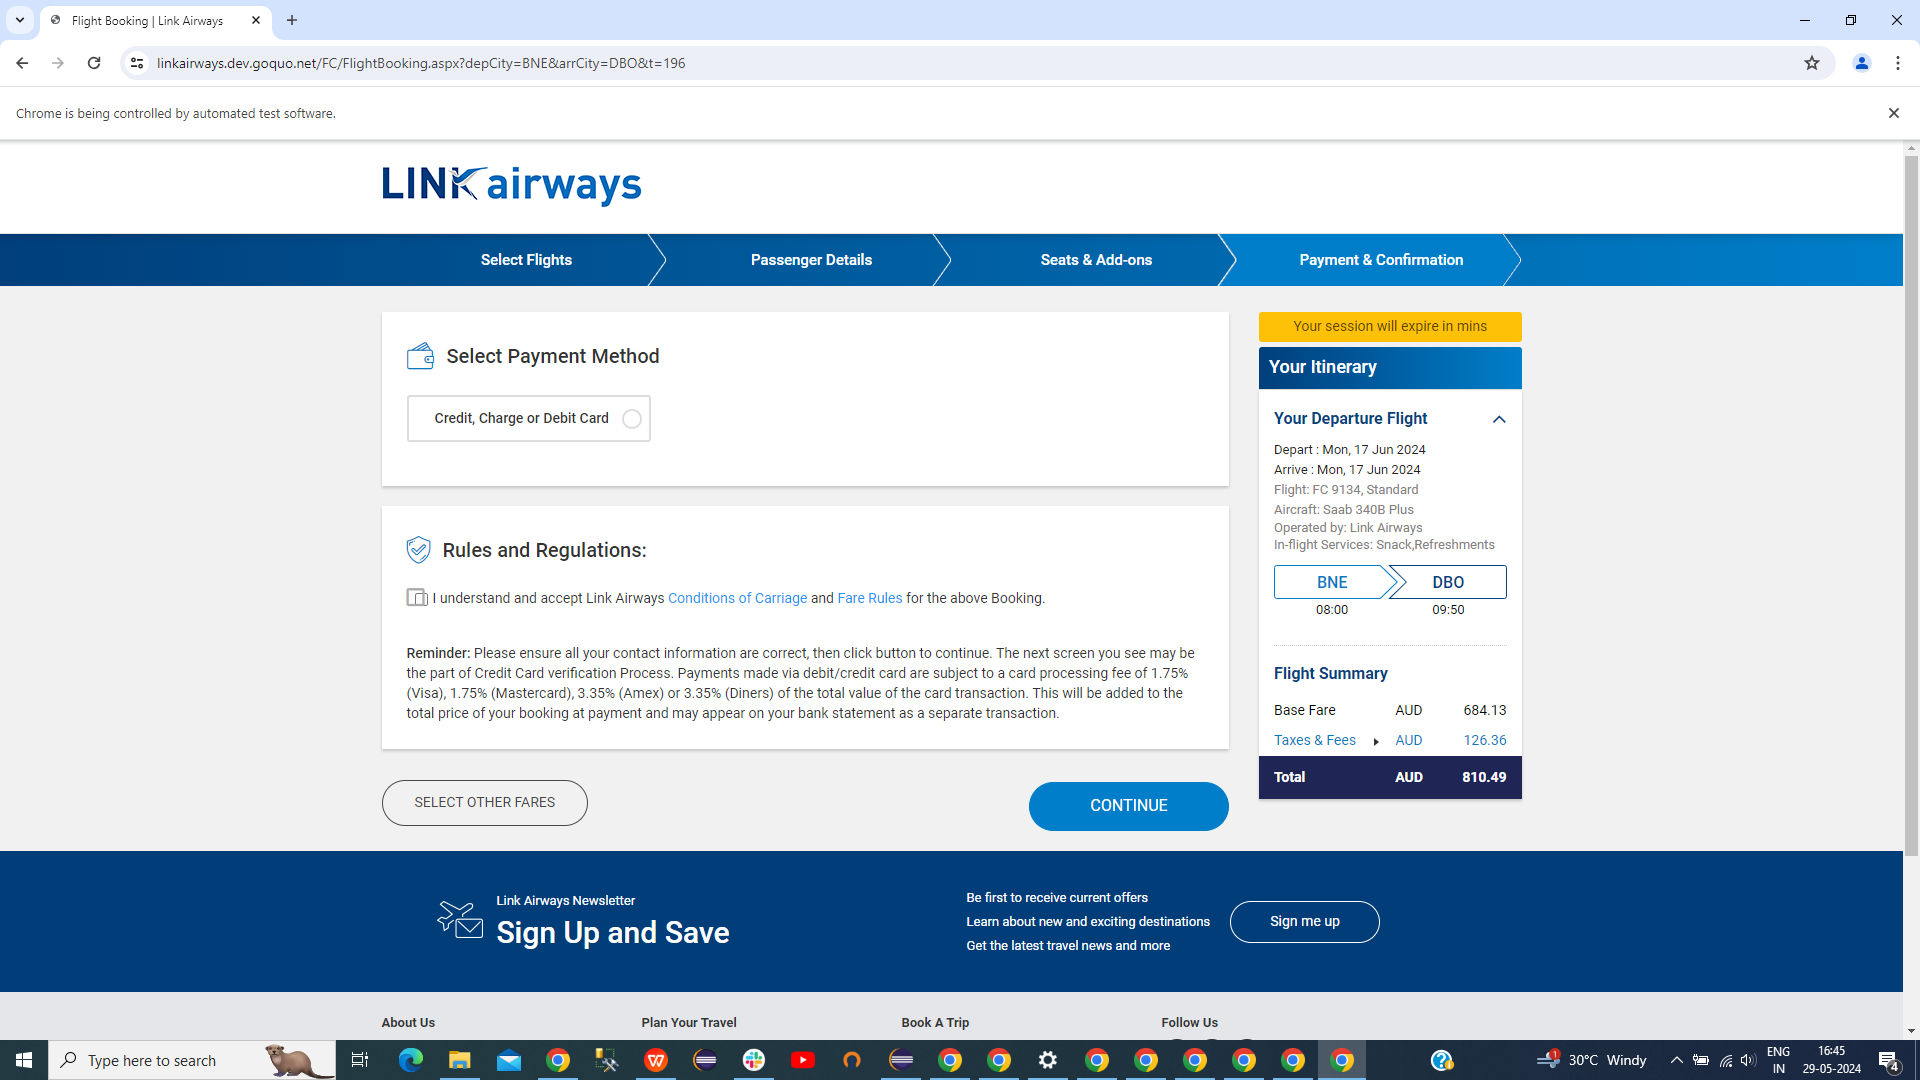 Flight Booking | Link Airways
linkairways.dev.goquo.net/FC/FlightBooking.aspx?depCity=BNE&arrCity=DBO&t=196
Chrome is being controlled by automated test software.
LINK airways
Select Flights
Passenger Details
Seats & Add-ons
Payment & Confirmation
Select Payment Method
Credit, Charge or Debit Card
Rules and Regulations:
I understand and accept Link Airways Conditions of Carriage and Fare Rules for the above Booking.
Reminder: Please ensure all your contact information are correct, then click button to continue. The next screen you see may be
the part of Credit Card verification Process. Payments made via debit/credit card are subject to a card processing fee of 1.75%
(Visa), 1.75% (Mastercard), 3.35% (Amex) or 3.35% (Diners) of the total value of the card transaction. This will be added to the
total price of your booking at payment and may appear on your bank statement as a separate transaction.
SELECT OTHER FARES
CONTINUE
Your session will expire in mins
Your Itinerary
Your Departure Flight
Depart : Mon, 17 Jun 2024
Arrive : Mon, 17 Jun 2024
Flight: FC 9134, Standard
Aircraft: Saab 340B Plus
Operated by: Link Airways
In-flight Services: Snack,Refreshments
BNE DBO
08:00 09:50
Flight Summary
Base Fare AUD 684.13
Taxes & Fees AUD 126.36
Total AUD 810.49
Link Airways Newsletter
Sign Up and Save
Be first to receive current offers
Learn about new and exciting destinations
Get the latest travel news and more
Sign me up
About Us
Plan Your Travel
Book A Trip
Follow Us
Type here to search
30°C Windy
ENG
IN
16:45
29-05-2024
4